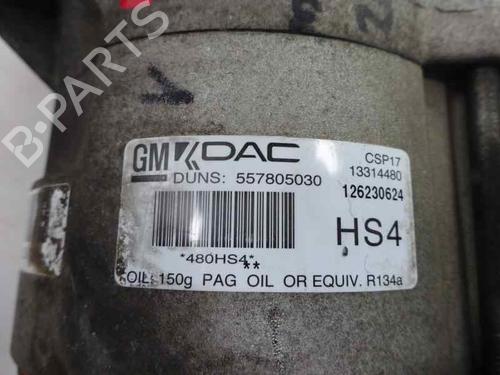 GM DAC
CSP17
DUNS: 557805030
13314480
126230624
HS4
*480HS4*
**
OIL: 150g PAG OIL OR EQUIV. R134a
B-PARTS